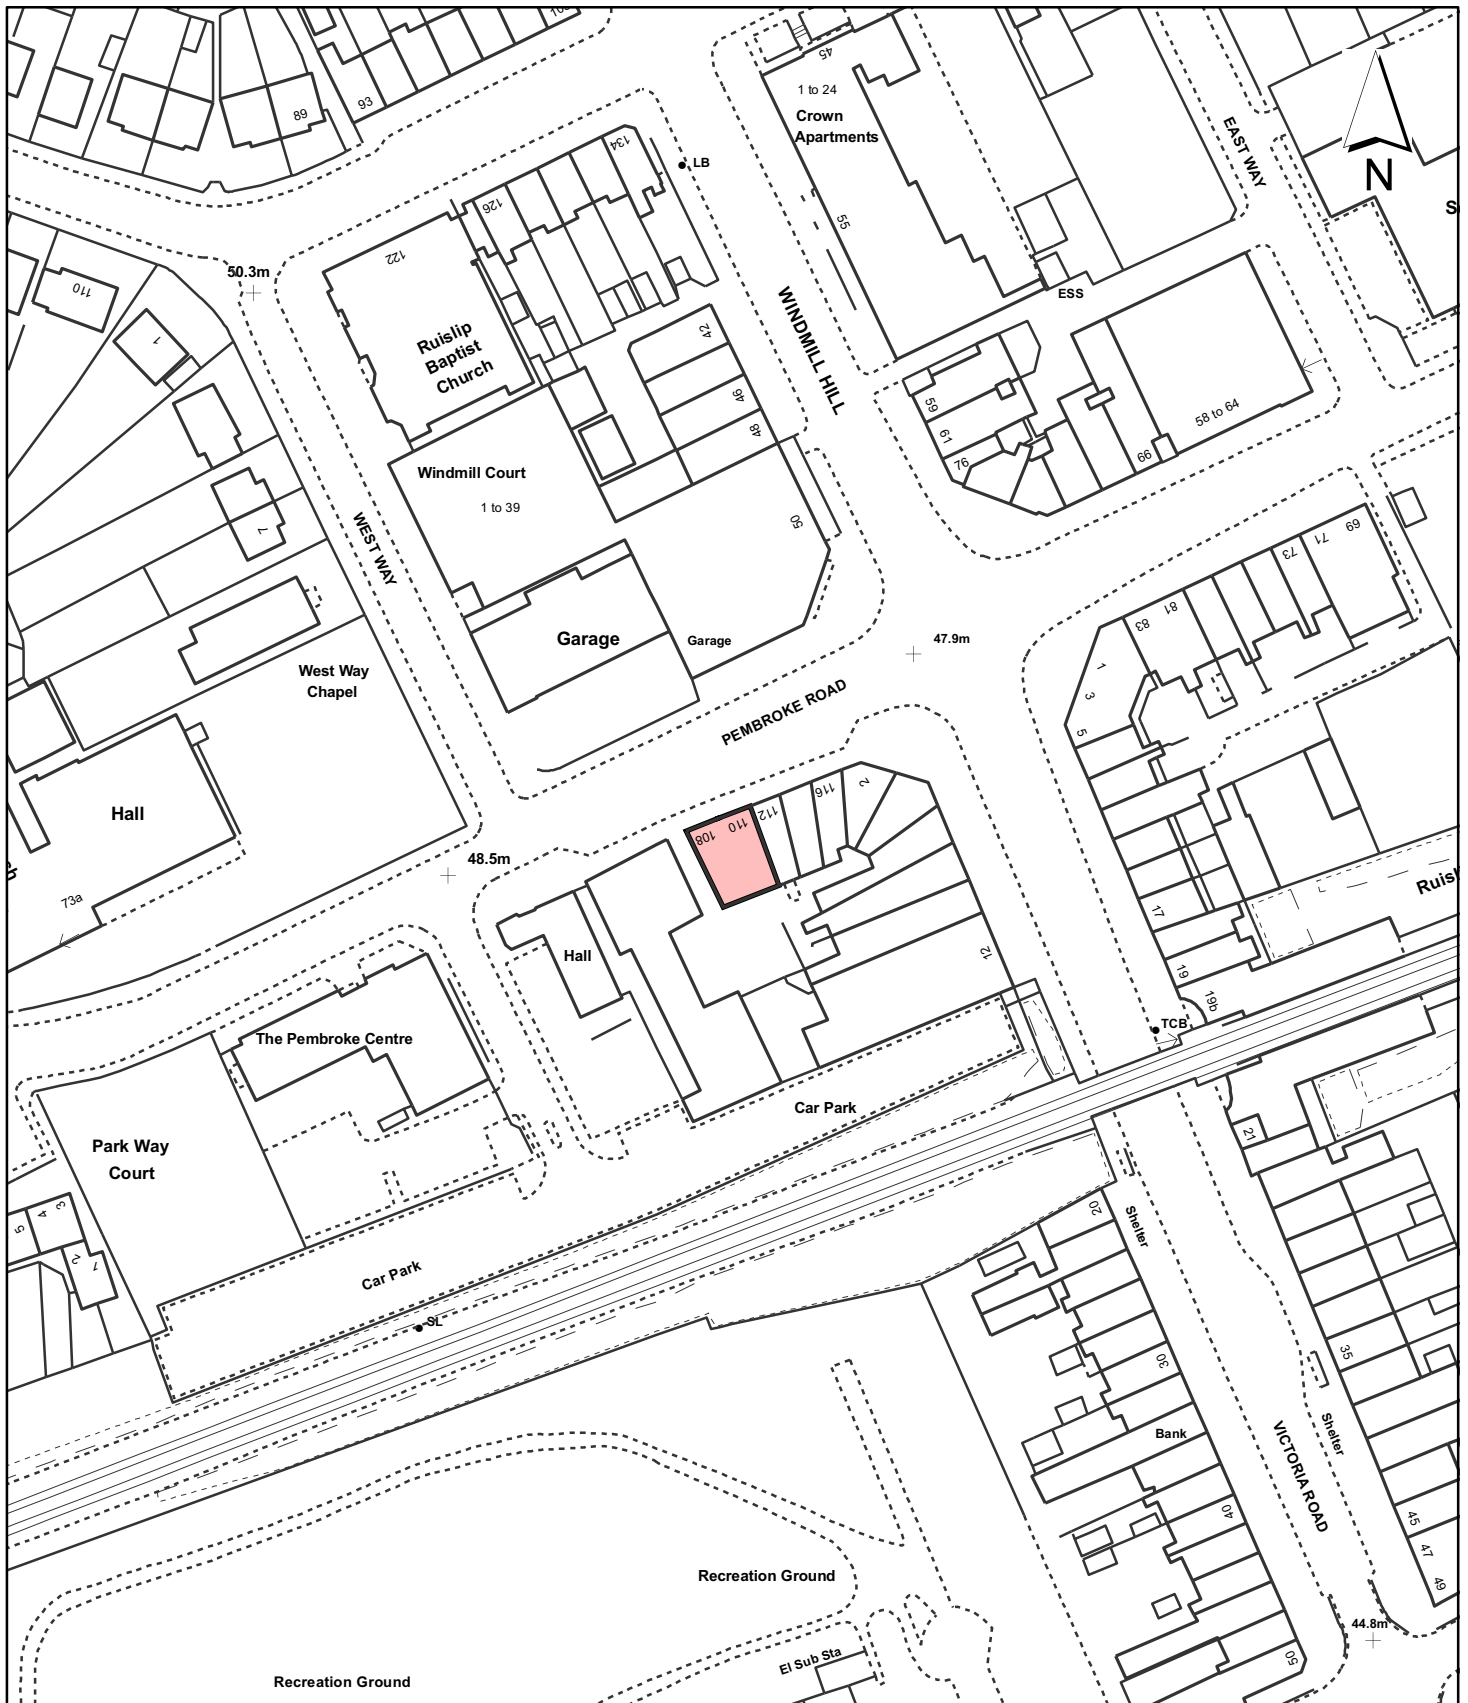 45
1 to 24
Crown
Apartments
89
93
134
LB
EAST WAY
N
126
122
55
50.3m
110
1
Ruislip
Baptist
Church
WINDMILL HILL
ESS
42
46
48
59
61
76
58 to 64
66
Windmill Court
1 to 39
7
WEST WAY
50
69
71
73
81
83
Garage
Garage
47.9m
1
3
5
West Way
Chapel
PEMBROKE ROAD
Hall
108
110
112
116
2
48.5m
73a
Hall
12
17
19
19b
TCB
The Pembroke Centre
Car Park
Park Way
Court
21
3
4
5
2
1
20
Shelter
Car Park
SL
30
35
Bank
Shelter
VICTORIA ROAD
40
45
47
49
Recreation Ground
44.8m
El Sub Sta
50
Recreation Ground